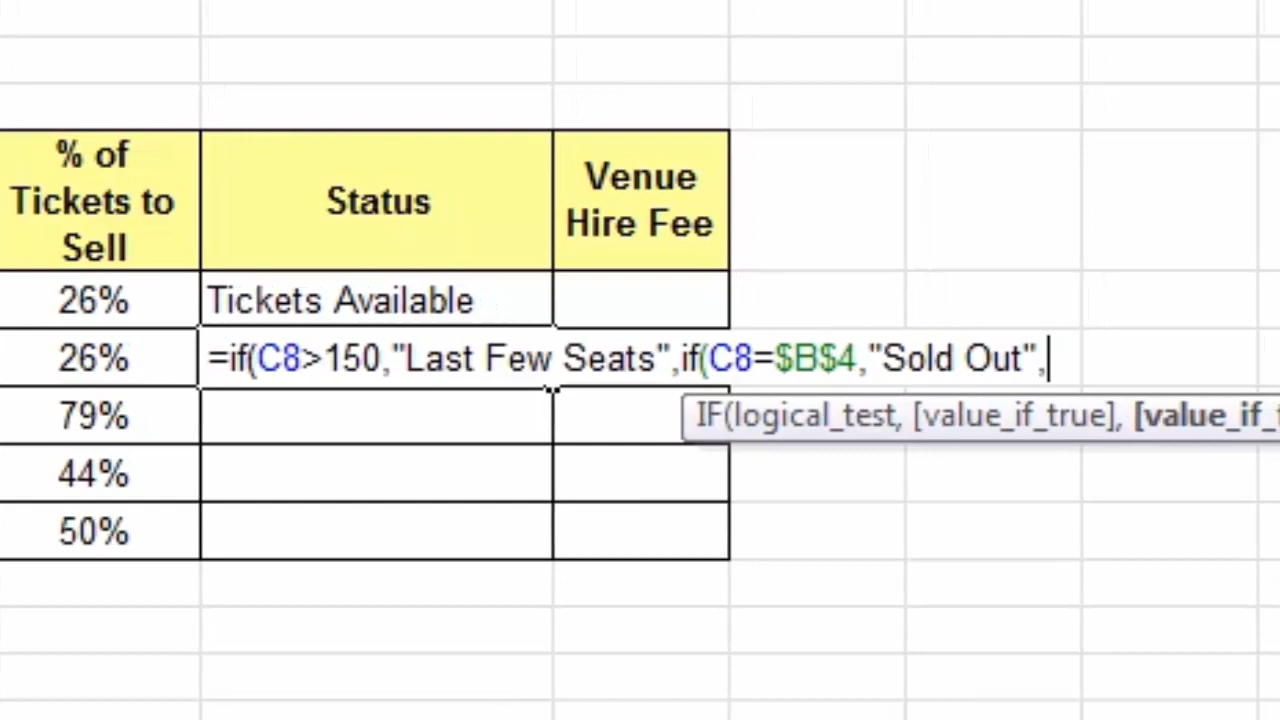 % of
Tickets to
Sell
Status
Venue
Hire Fee
26%
Tickets Available
26%
=if(C8>150,"Last Few Seats",if(C8=$B$4,"Sold Out",
IF(logical_test, [value_if_true], [value_if_
79%
44%
50%